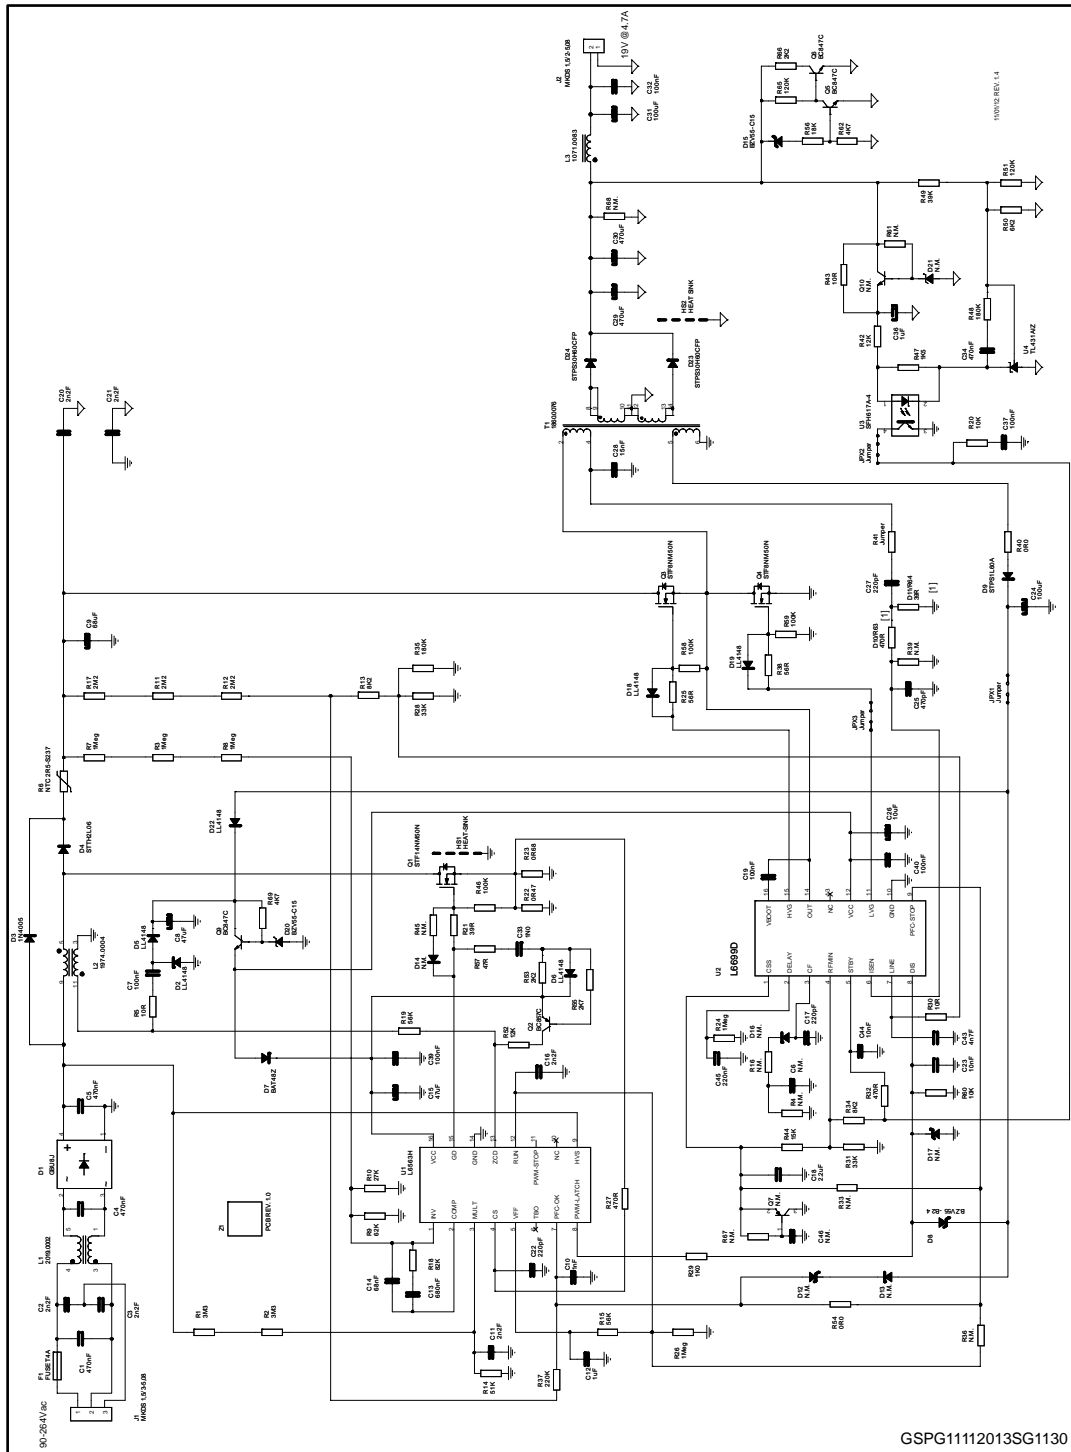 90-264Vac
J1
MKDS 1,5/3-5,08
F1
FUSE T4A
C1
470nF
C2
2n2F
C3
2n2F
L1
2019.0002
C4
470nF
D1
GBU8J
C5
470nF
D3
1N4005
L2
1974.0004
D4
STTH2L06
R6
NTC 2R5-S237
C9
68uF
C20
2n2F
C21
2n2F
R1
3M3
R2
3M3
Z1
PCB REV. 1.0
R5
10R
C7
100nF
D2
LL4148
D5
LL4148
C8
47uF
D22
LL4148
Q9
BC847C
R69
4K7
D20
BZV55-C15
D7
BAT48Z
R7
1Meg
R3
1Meg
R8
1Meg
R17
2M2
R11
2M2
R12
2M2
R13
8K2
R28
33K
R35
180K
C15
47uF
C39
100nF
R19
56K
R9
62K
R10
27K
C14
68nF
C13
680nF
R18
82K
U1
L6563H
INV
COMP
MULT
CS
VFF
TBO
PFC-OK
PWM-LATCH
VCC
GD
GND
ZCD
RUN
PWM-STOP
NC
HVS
R14
51K
C11
2n2F
C22
220pF
C10
1nF
R37
220K
C12
1uF
R15
56K
R26
1Meg
R27
470R
R29
1K0
C16
2n2F
R52
12K
Q2
BC857C
R53
2K2
D6
LL4148
R55
2K7
C33
1N0
R57
47R
D14
N.M.
R45
N.M.
R21
39R
R46
100K
Q1
STF14NM50N
HS1
HEAT-SINK
R22
0R47
R23
0R68
U2
L6699D
CSS
DELAY
CF
RFMIN
STBY
ISEN
LINE
DIS
VBOOT
HVG
OUT
NC
VCC
LVG
GND
PFC-STOP
C19
100nF
C26
10uF
C40
100nF
R24
1Meg
C45
220nF
D16
N.M.
C17
220pF
R16
N.M.
C6
N.M.
R4
N.M.
C44
10nF
R44
15K
R34
8K2
R31
33K
R32
470R
C18
2.2uF
Q7
N.M.
R67
N.M.
C46
N.M.
R33
N.M.
R30
10R
C43
4n7F
C23
10nF
R60
10K
D17
N.M.
D8
D12
N.M.
D13
N.M.
R54
0R0
R36
N.M.
D18
LL4148
R25
56R
R58
100K
Q3
STF8NM50N
Q4
STF8NM50N
D19
LL4148
R38
56R
R59
100K
JPX3
Jumper
C25
470pF
R39
N.M.
D10/R63
470R
[1]
D11/R64
39R
[1]
C27
220pF
R41
Jumper
JPX1
Jumper
C24
100uF
D9
STPS1L60A
R40
0R0
T1
1860.0076
C28
15nF
D24
STPS30H60CFP
D23
STPS30H60CFP
HS2
HEAT SINK
C29
470uF
C30
470uF
R68
N.M.
L3
1071.0083
C31
100uF
C32
100nF
J2
MKDS 1,5/2-5,08
19V @ 4.7A
JPX2
Jumper
U3
SFH617A-4
R20
10K
C37
100nF
R42
12K
R47
1K5
C36
1uF
R43
10R
Q10
N.M.
R61
N.M.
D21
N.M.
C34
470nF
R48
180K
U4
TL431AIZ
R49
39K
R50
6K2
R51
120K
D15
BZV55-C15
R56
18K
R62
4K7
R65
120K
R66
2K2
Q5
BC847C
Q6
BC847C
11/01/'12 REV. 1.4
GSPG11112013SG1130